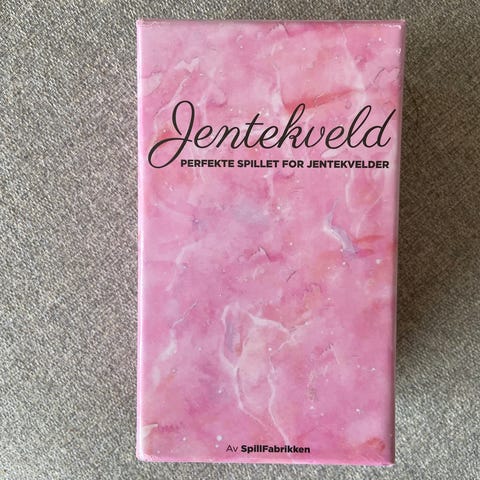 Jentekveld
PERFEKTE SPILLET FOR JENTEKVELDER
Av SpillFabrikken